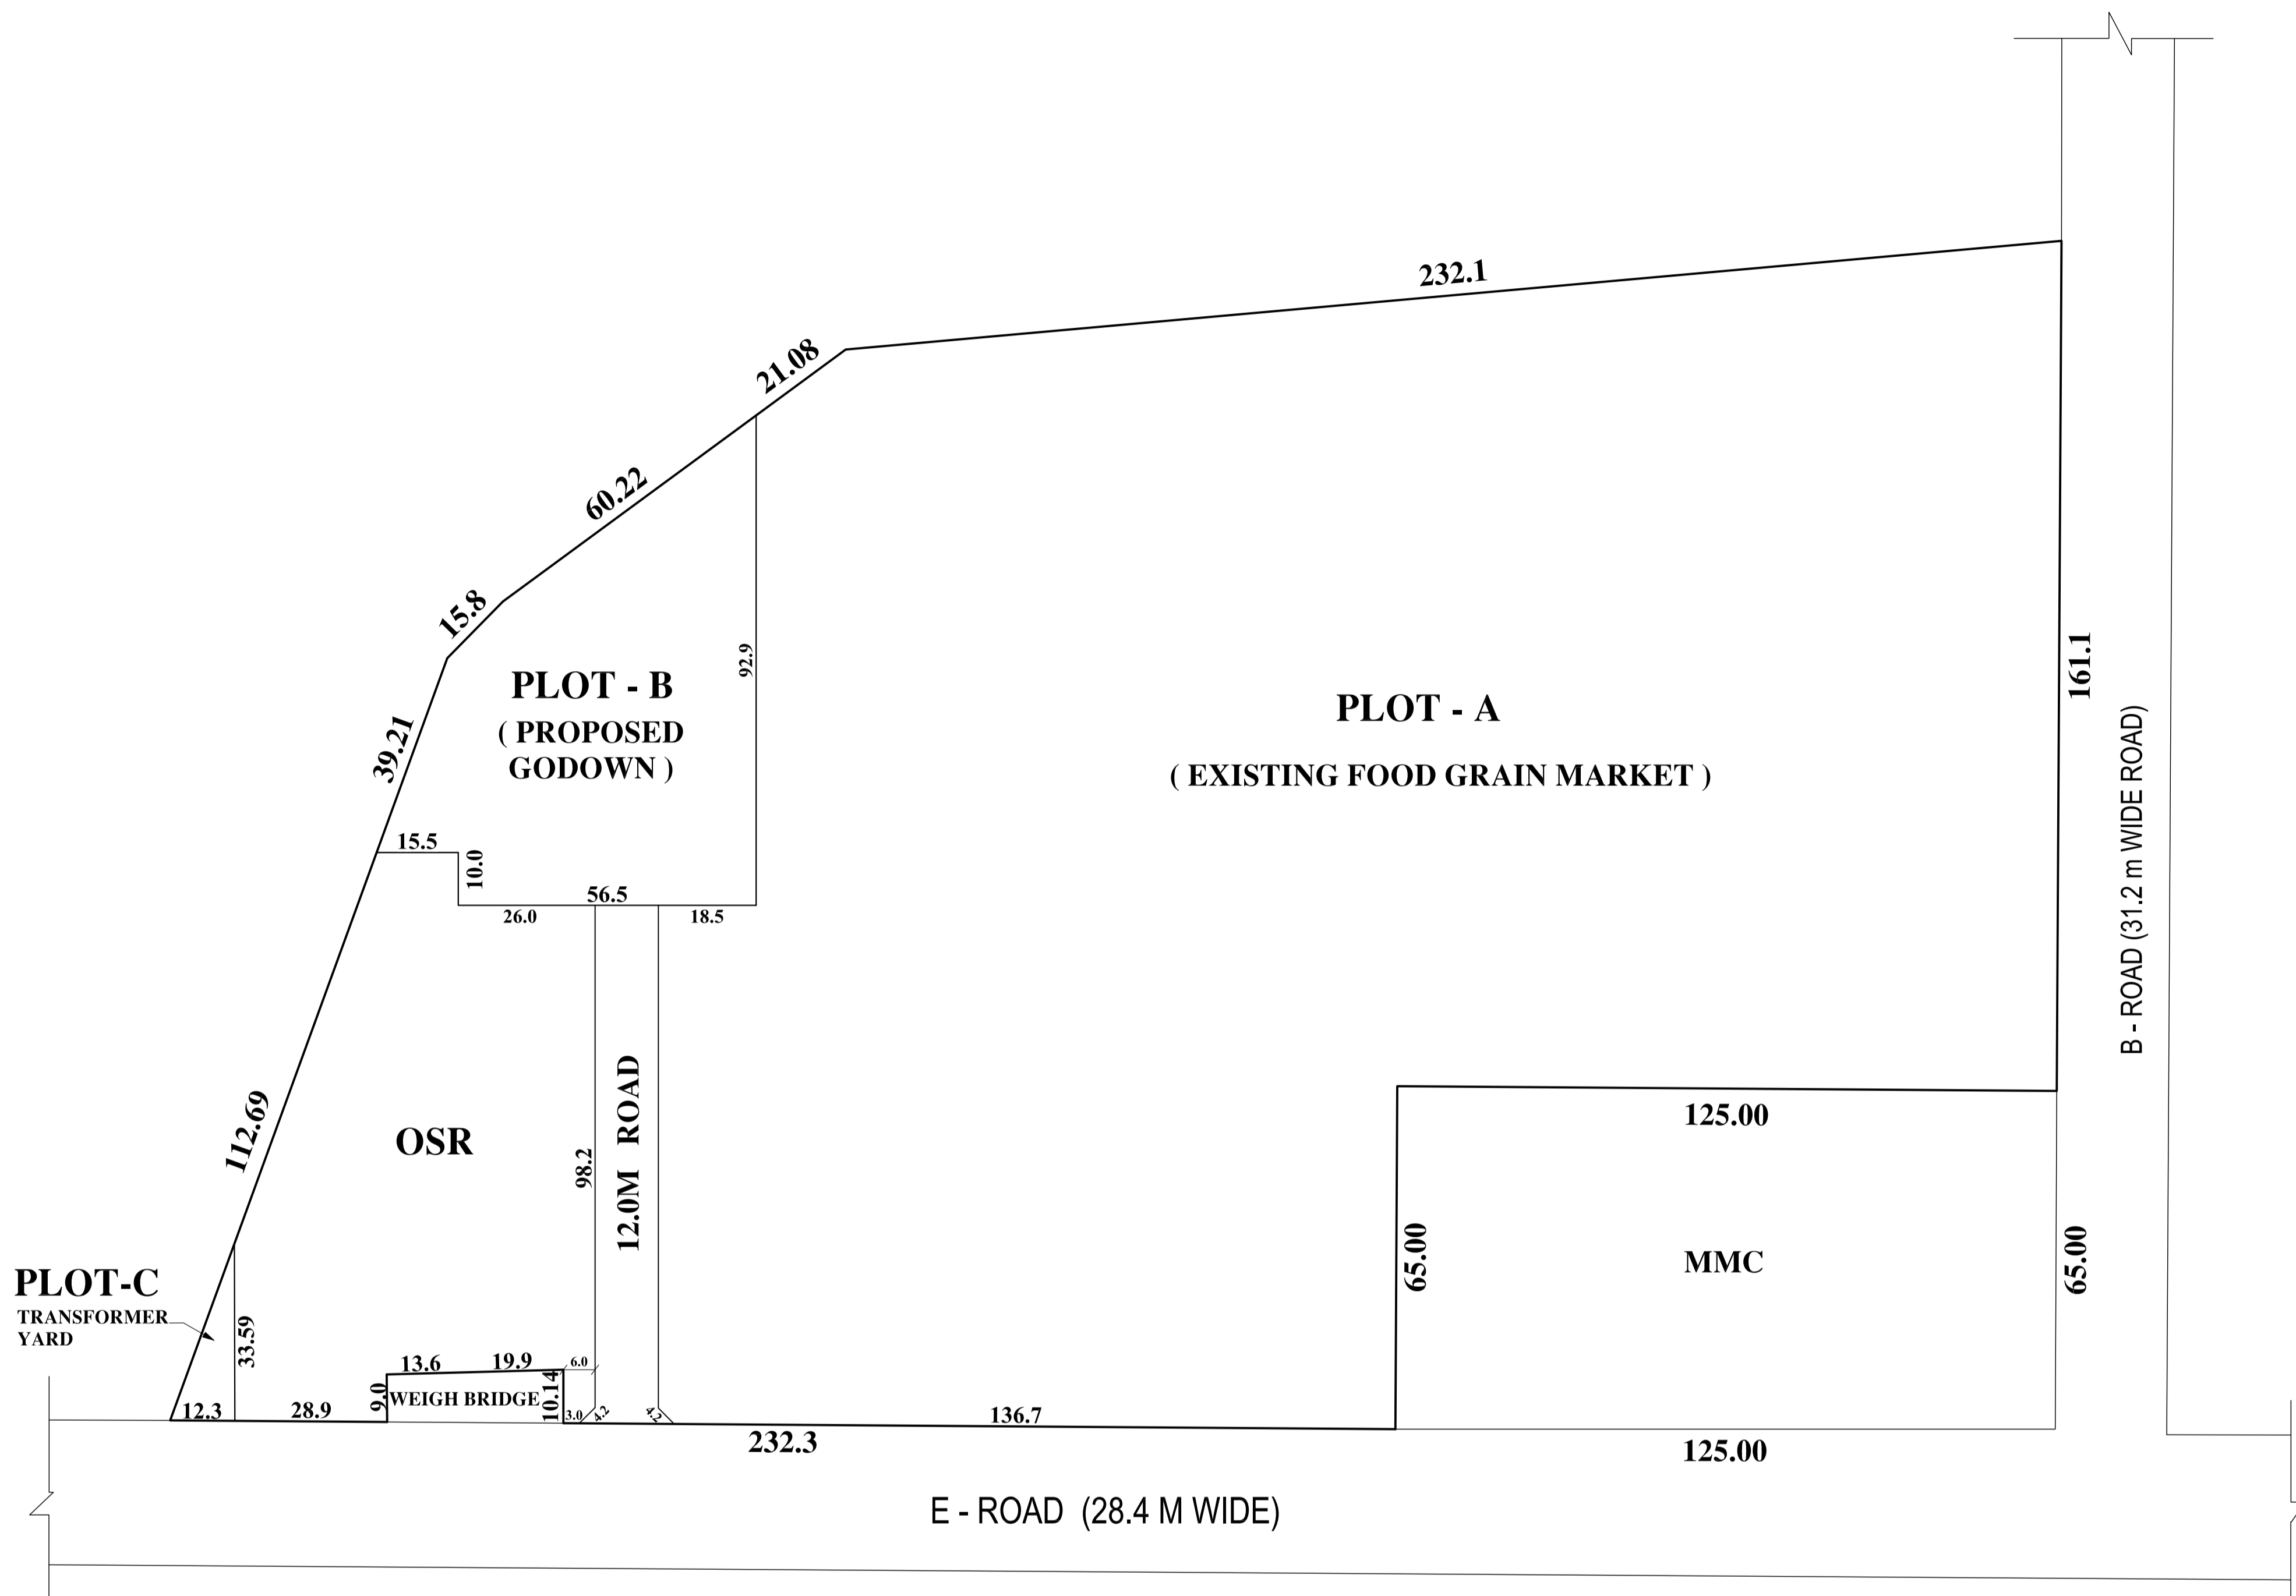 232.1
21.08
60.22
15.8
92.9
PLOT - B
( PROPOSED
GODOWN )
39.21
PLOT - A
( EXISTING FOOD GRAIN MARKET )
161.1
B - ROAD (31.2 m WIDE ROAD)
15.5
10.0
56.5
26.0
18.5
112.69
OSR
98.2
12.0M ROAD
125.00
65.00
MMC
65.00
PLOT-C
TRANSFORMER
YARD
33.59
13.6
19.9
6.0
9.0
WEIGH BRIDGE
10.14
12.3
28.9
3.0
4.2
4.2
136.7
232.3
125.00
E - ROAD (28.4 M WIDE)